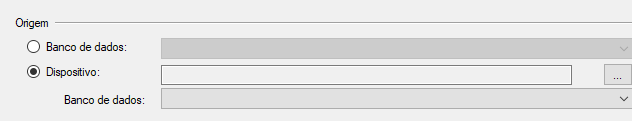 Origem
Banco de dados:
Dispositivo:
...
Banco de dados: